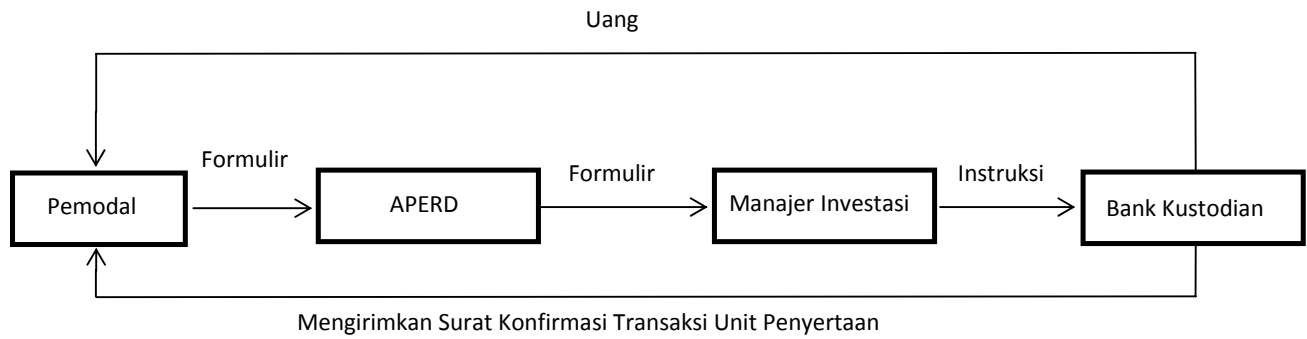 Uang
Formulir
Formulir
Instruksi
Pemodal
APERD
Manajer Investasi
Bank Kustodian
Mengirimkan Surat Konfirmasi Transaksi Unit Penyertaan